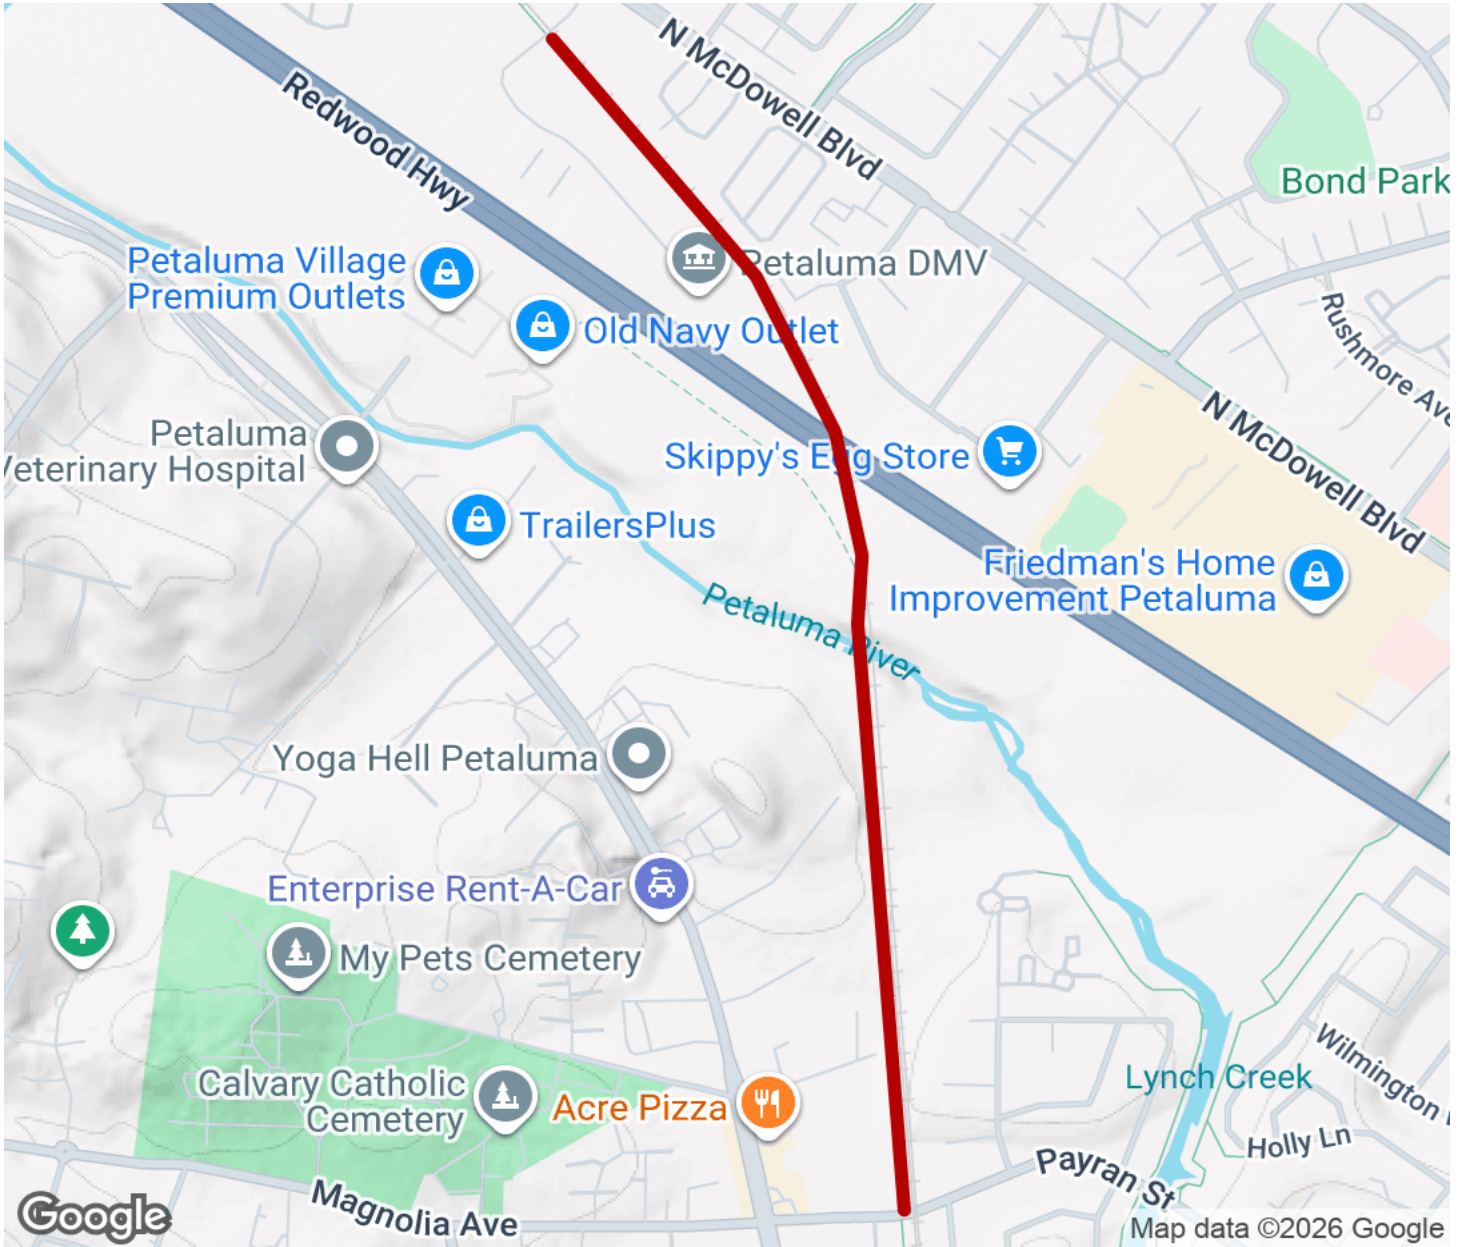 N McDowell Blvd
Redwood Hwy
Bond Park
Petaluma Village
Premium Outlets
Petaluma DMV
Old Navy Outlet
Rushmore Ave
N McDowell Blvd
Petaluma
Veterinary Hospital
Skippy's Egg Store
TrailersPlus
Friedman's Home
Improvement Petaluma
Petaluma River
Yoga Hell Petaluma
Enterprise Rent-A-Car
My Pets Cemetery
Calvary Catholic
Cemetery
Acre Pizza
Lynch Creek
Wilmington
Holly Ln
Payran St
Magnolia Ave
Google
Map data ©2026 Google